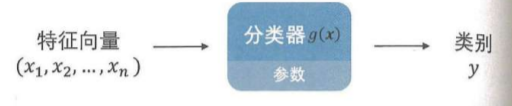 特征向量
(x₁, x₂, ..., xₙ)
分类器g(x)
参数
类别
y